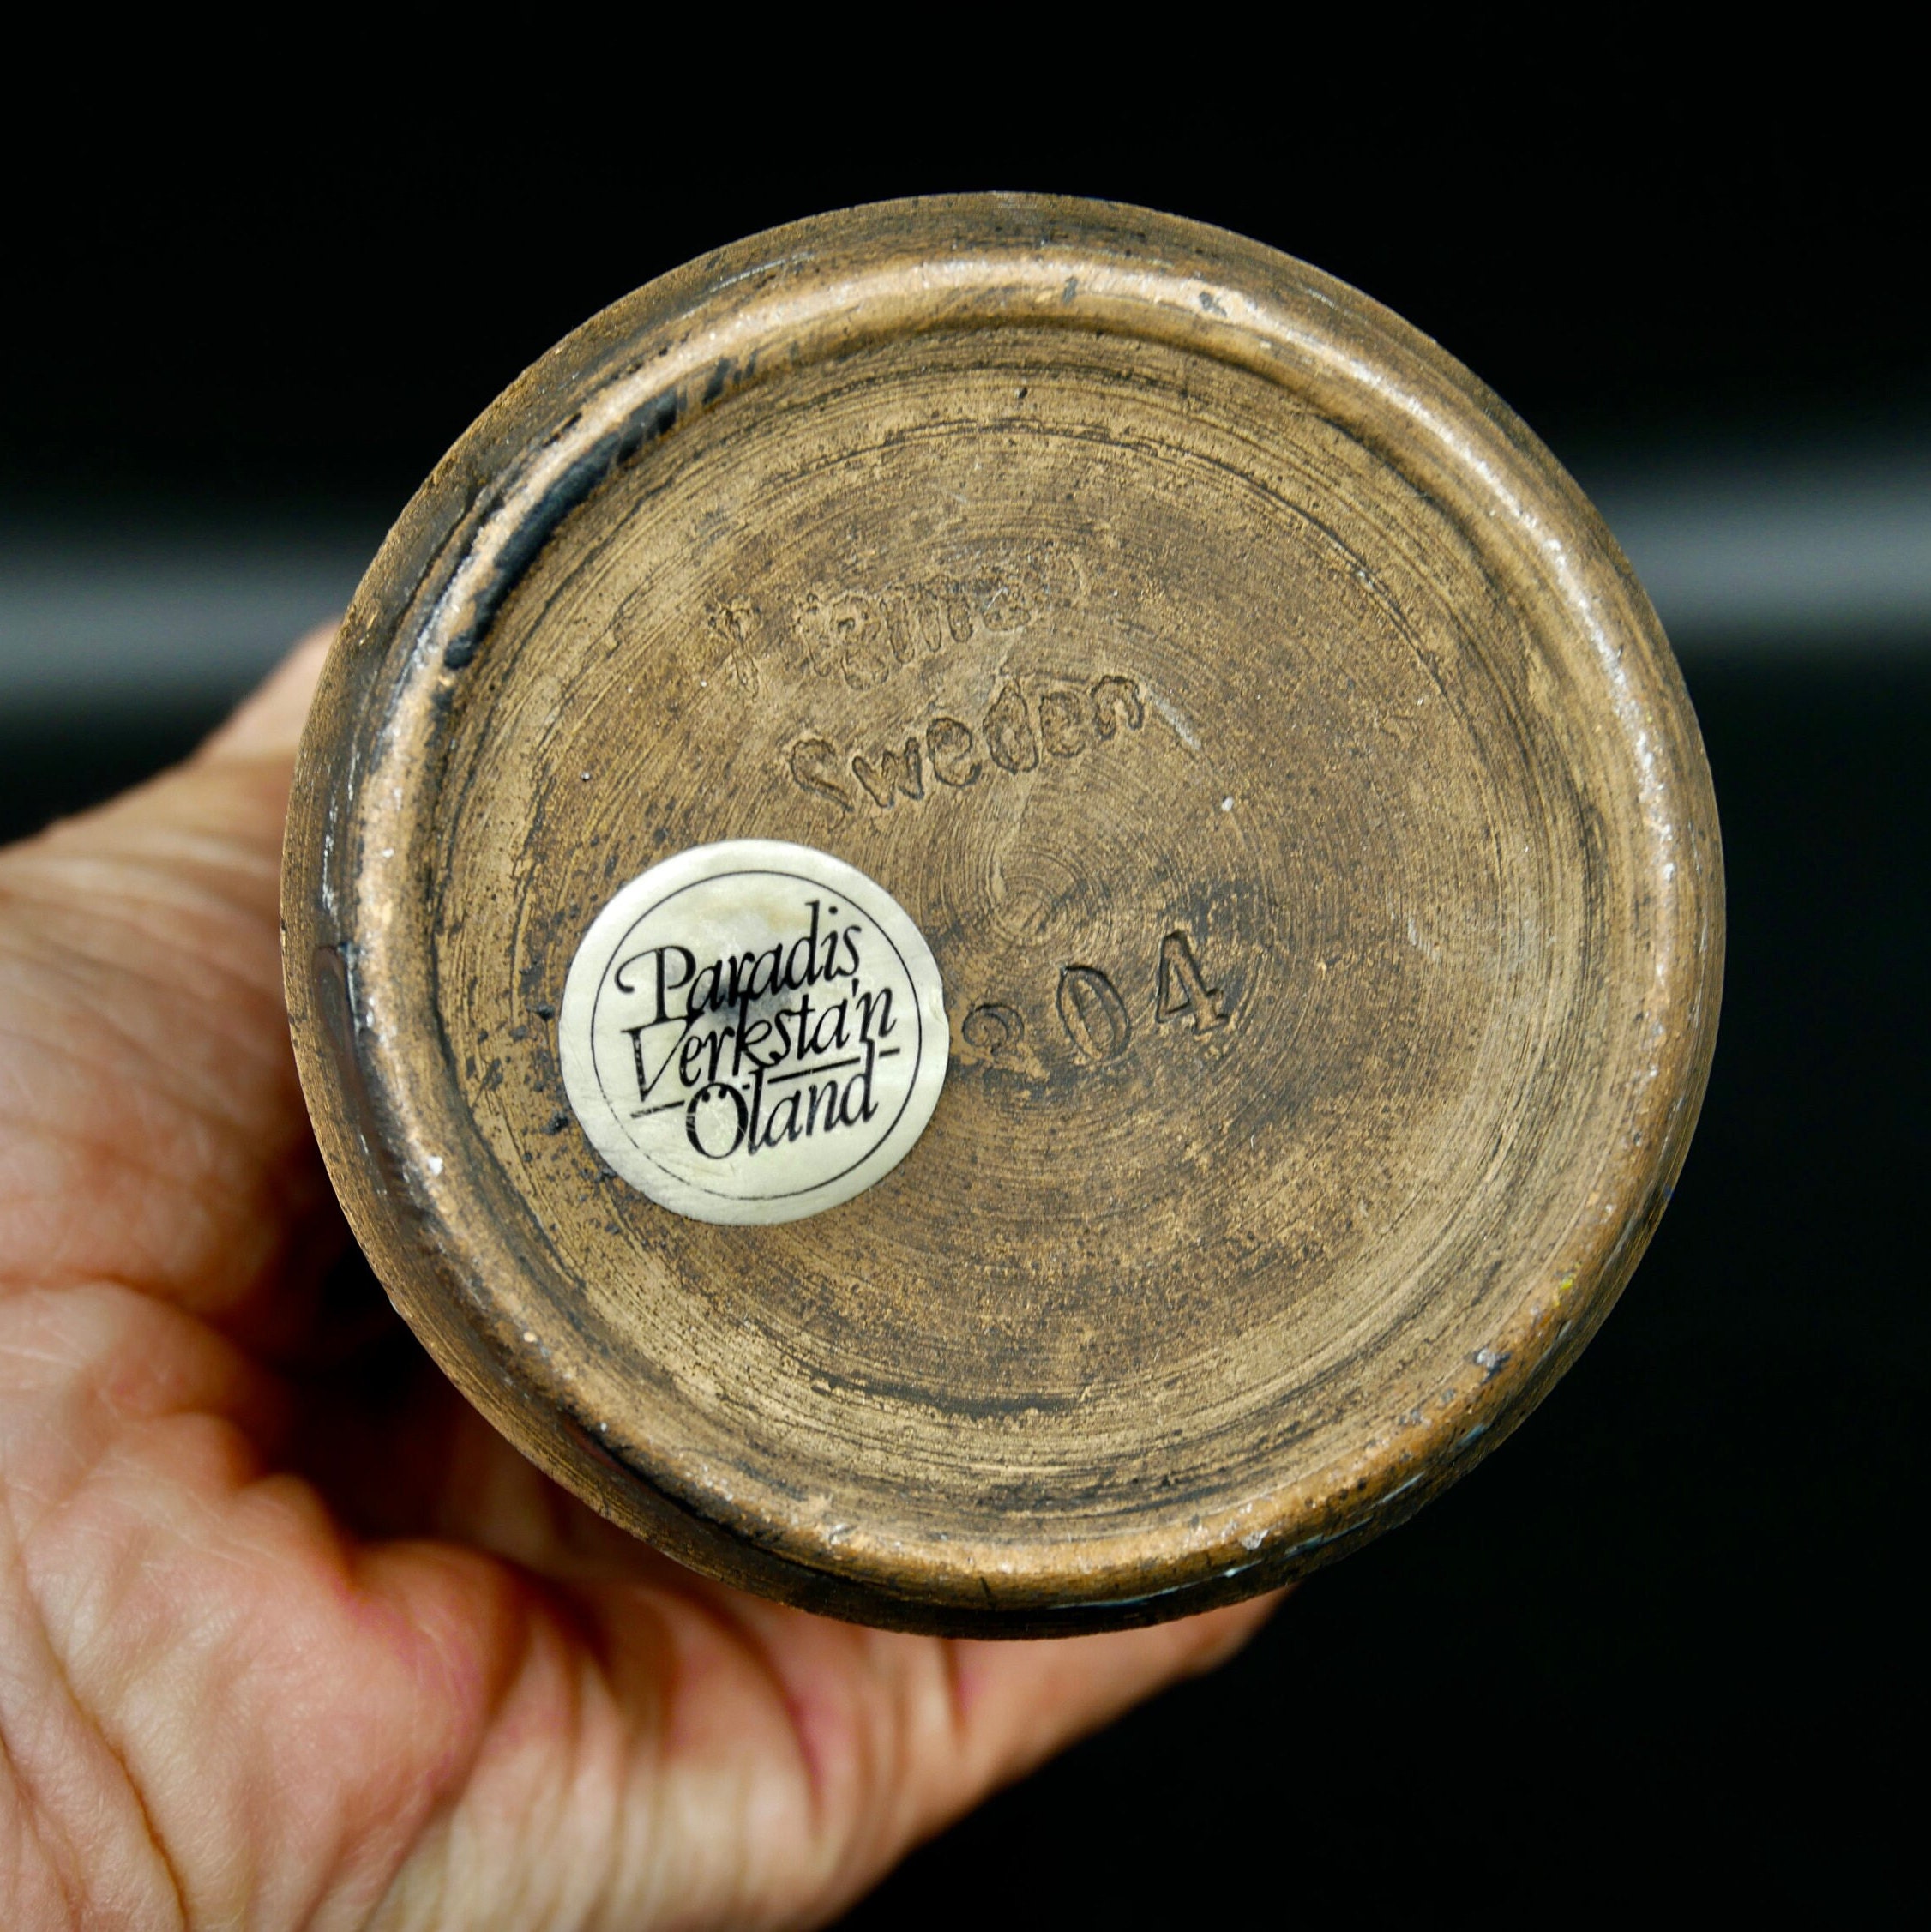 Sweden
204
Paradis
Verksta'n
Öland